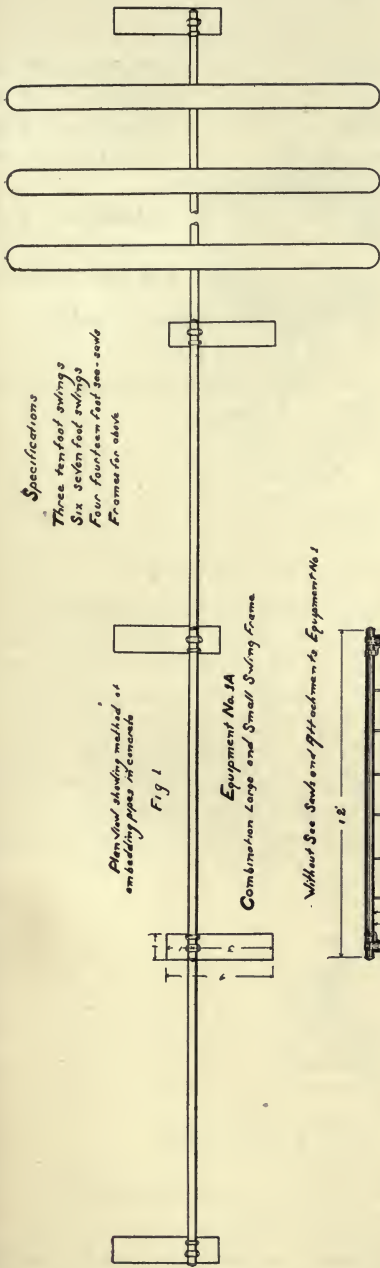 Specifications
Three ten foot swings
Six seven foot swings
Four fourteen foot see-saws
Frames for above
Plan View showing method of
embedding pipes in concrete
Fig 1
Equipment No. 1A
Combination Large and Small Swing Frame
Without See Saws and Attachments Equipment No 1
12'